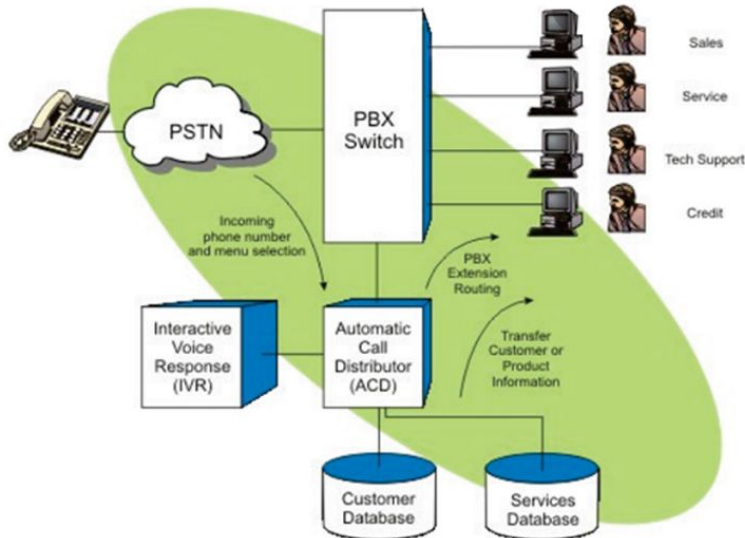 PSTN
PBX
Switch
Sales
Service
Tech Support
Credit
Incoming
phone number
and menu selection
PBX
Extension
Routing
Interactive
Voice
Response
(IVR)
Automatic
Call
Distributor
(ACD)
Transfer
Customer or
Product
Information
Customer
Database
Services
Database